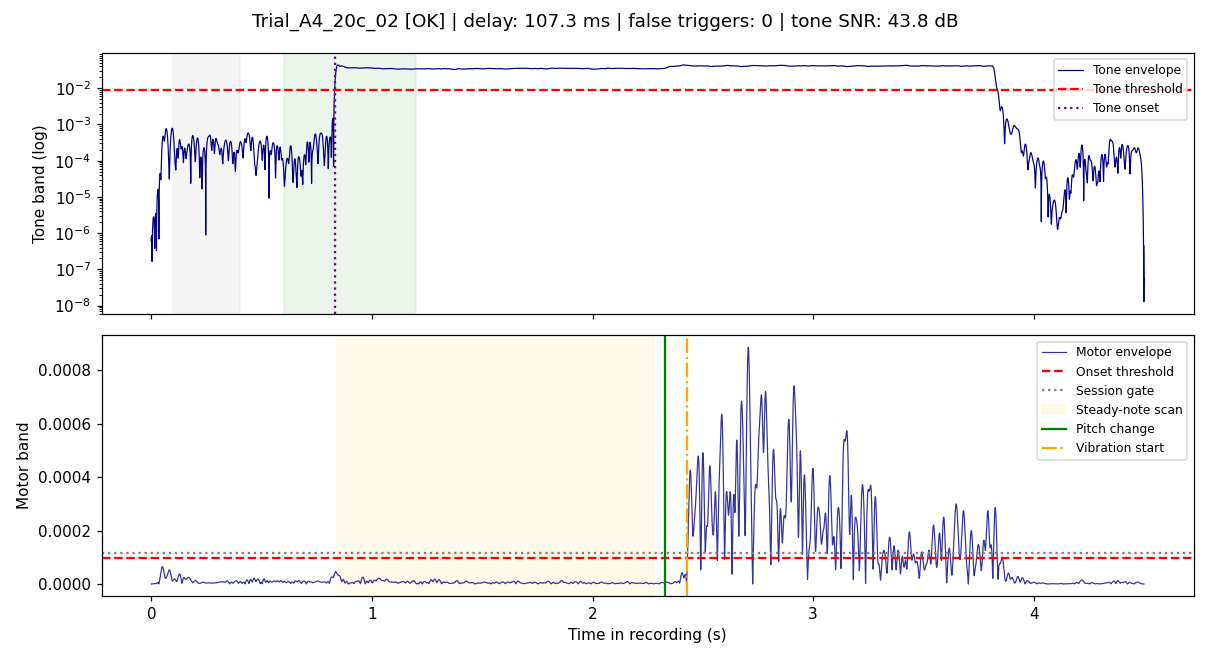 Trial_A4_20c_02 [OK] | delay: 107.3 ms | false triggers: 0 | tone SNR: 43.8 dB
Tone band (log)
10⁻²
10⁻³
10⁻⁴
10⁻⁵
10⁻⁶
10⁻⁷
10⁻⁸
Tone envelope
Tone threshold
Tone onset
Motor band
0.0008
0.0006
0.0004
0.0002
0.0000
Motor envelope
Onset threshold
Session gate
Steady-note scan
Pitch change
Vibration start
0 1 2 3 4
Time in recording (s)